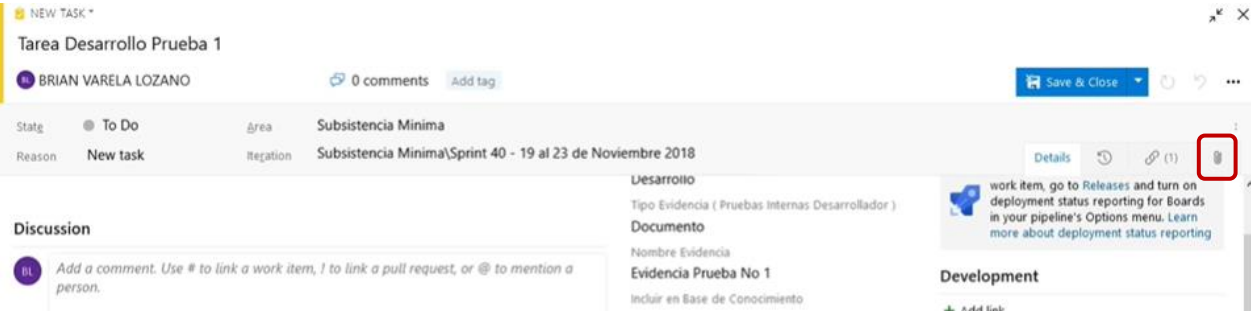 NEW TASK *
Tarea Desarrollo Prueba 1
BL BRIAN VARELA LOZANO
0 comments
Add tag
Save & Close
State To Do
Area Subsistencia Minima
Reason New task
Iteration Subsistencia Minima\Sprint 40 - 19 al 23 de Noviembre 2018
Details
(1)
Desarrollo
Tipo Evidencia ( Pruebas Internas Desarrollador )
Documento
Nombre Evidencia
Evidencia Prueba No 1
Incluir en Base de Conocimiento
Discussion
BL
Add a comment. Use # to link a work item, ! to link a pull request, or @ to mention a
person.
work item, go to Releases and turn on
deployment status reporting for Boards
in your pipeline's Options menu. Learn
more about deployment status reporting
Development
+ Add link